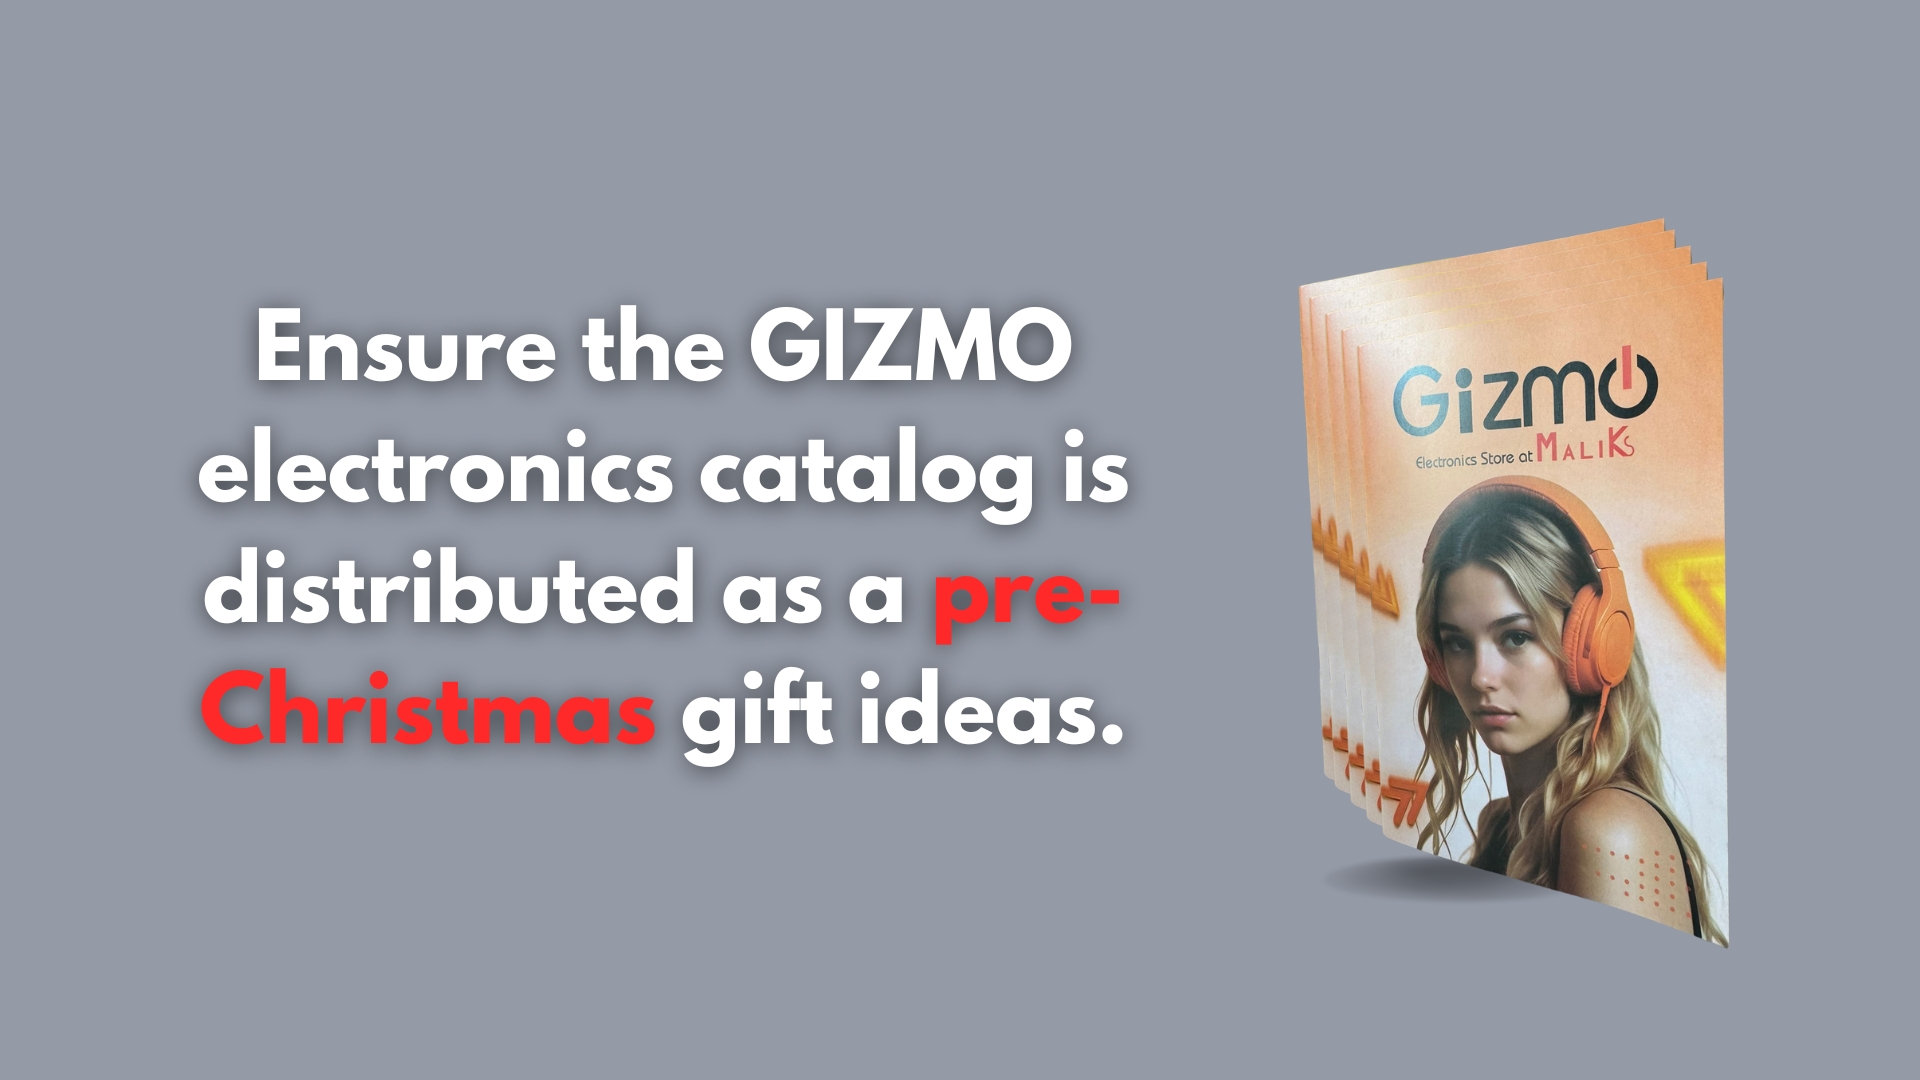 Ensure the GIZMO
electronics catalog is
distributed as a pre-
Christmas gift ideas.
Gizmo
Electronics Store at MALIKS